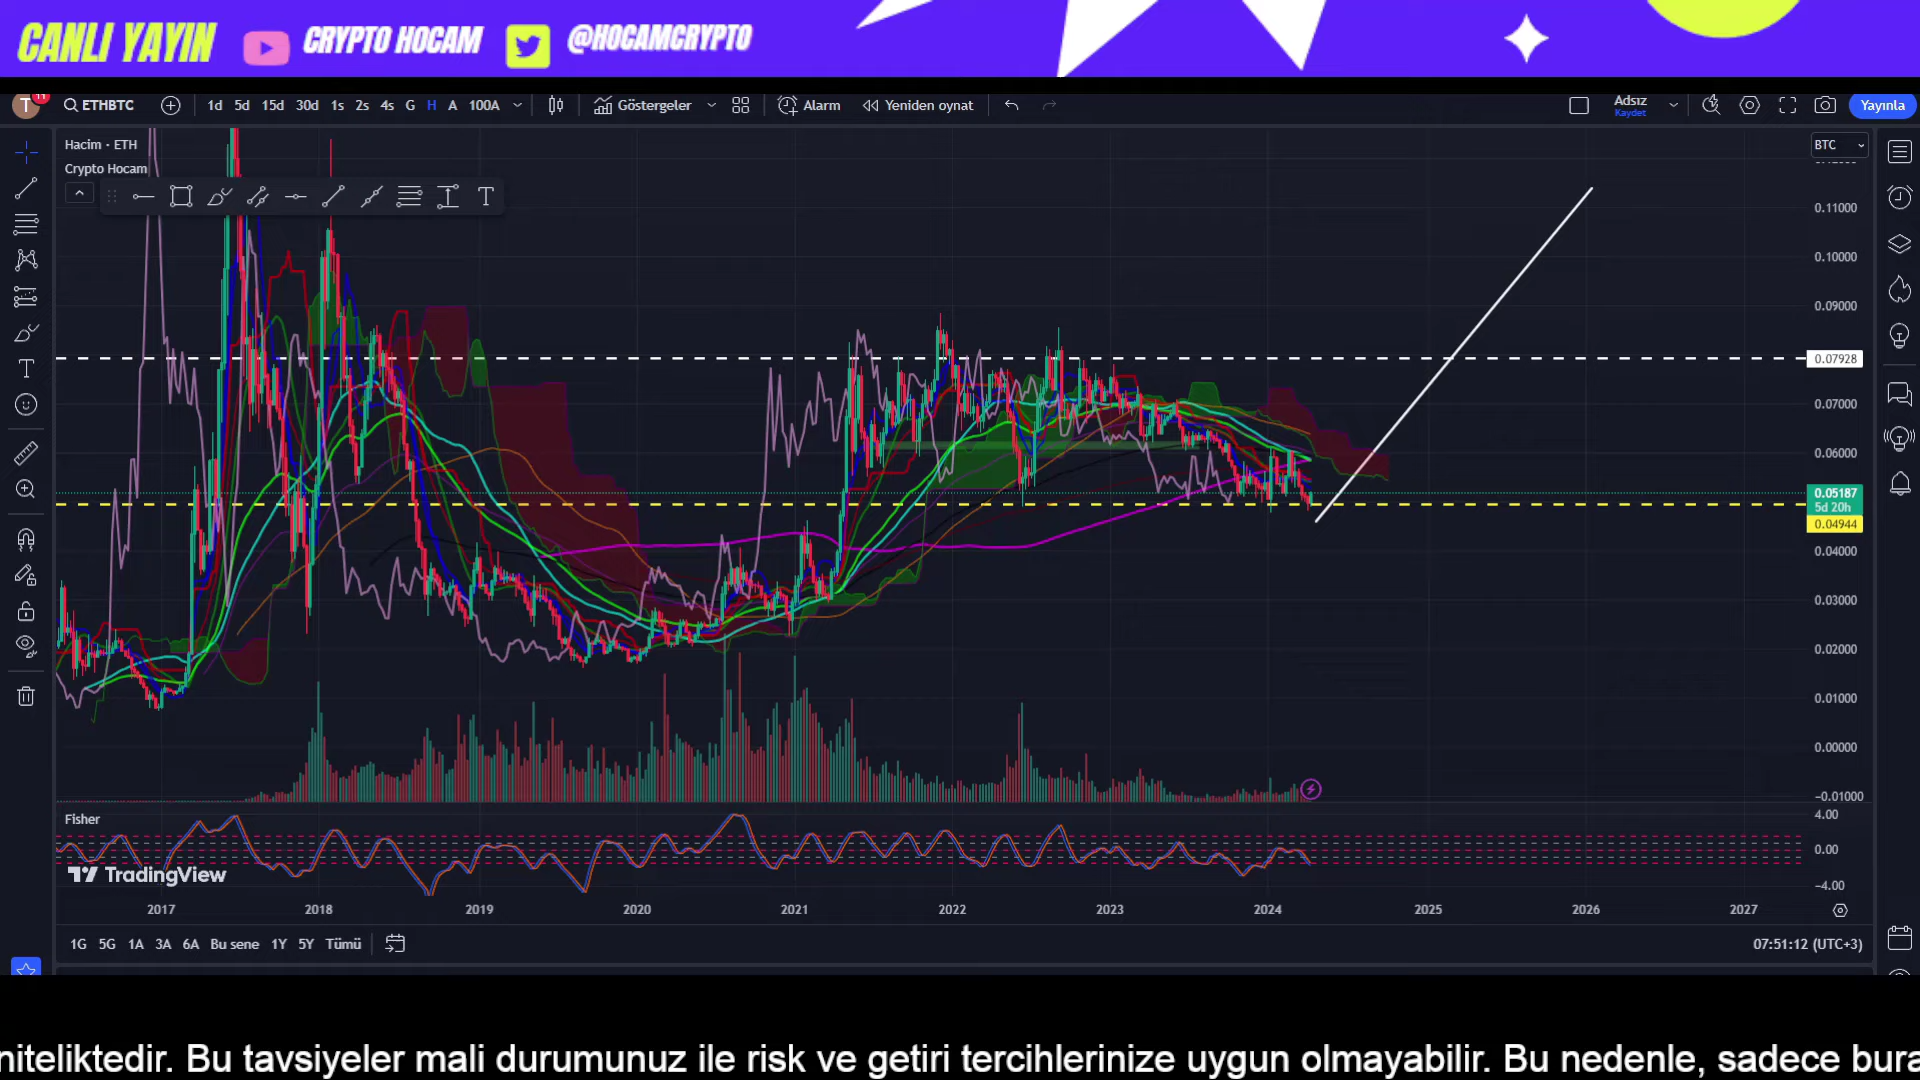 CANLI YAYIN CRYPTO HOCAM @HOCAMCRYPTO
T 11 ETHBTC 1d 5d 15d 30d 1s 2s 4s G H A 100A Göstergeler Alarm Yeniden oynat Adsız Kaydet Yayınla
Hacim · ETH
Crypto Hocam
BTC
0.11000
0.10000
0.09000
0.07928
0.07000
0.06000
0.05187
5d 20h
0.04944
0.04000
0.03000
0.02000
0.01000
0.00000
−0.01000
Fisher
4.00
0.00
−4.00
TradingView
2017 2018 2019 2020 2021 2022 2023 2024 2025 2026 2027
1G 5G 1A 3A 6A Bu sene 1Y 5Y Tümü 07:51:12 (UTC+3)
niteliktedir. Bu tavsiyeler mali durumunuz ile risk ve getiri tercihlerinize uygun olmayabilir. Bu nedenle, sadece bura